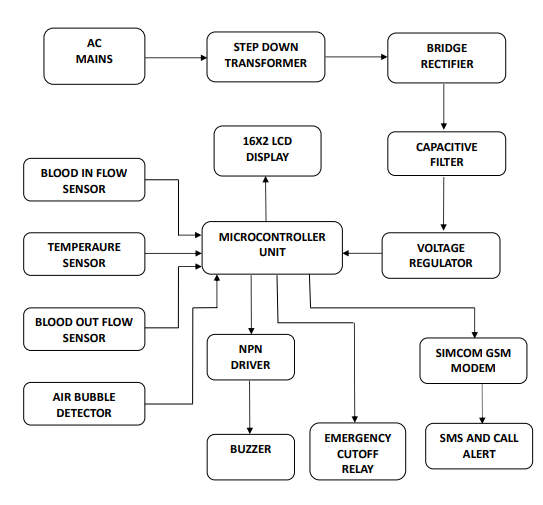 AC
MAINS
STEP DOWN
TRANSFORMER
BRIDGE
RECTIFIER
16X2 LCD
DISPLAY
CAPACITIVE
FILTER
BLOOD IN FLOW
SENSOR
MICROCONTROLLER
UNIT
TEMPERAURE
SENSOR
VOLTAGE
REGULATOR
BLOOD OUT FLOW
SENSOR
NPN
DRIVER
SIMCOM GSM
MODEM
AIR BUBBLE
DETECTOR
BUZZER
EMERGENCY
CUTOFF
RELAY
SMS AND CALL
ALERT